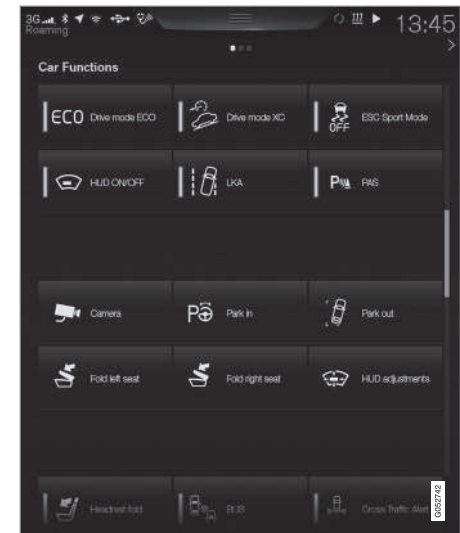 3G
Roaming
13:45
Car Functions
ECO Drive mode ECO
Drive mode XC
OFF ESC Sport Mode
HUD ON/OFF
LKA
P PAS
Camera
P Park in
Park out
Fold left seat
Fold right seat
HUD adjustments
Headrest fold
BLIS
Cross Traffic Alert
G052742